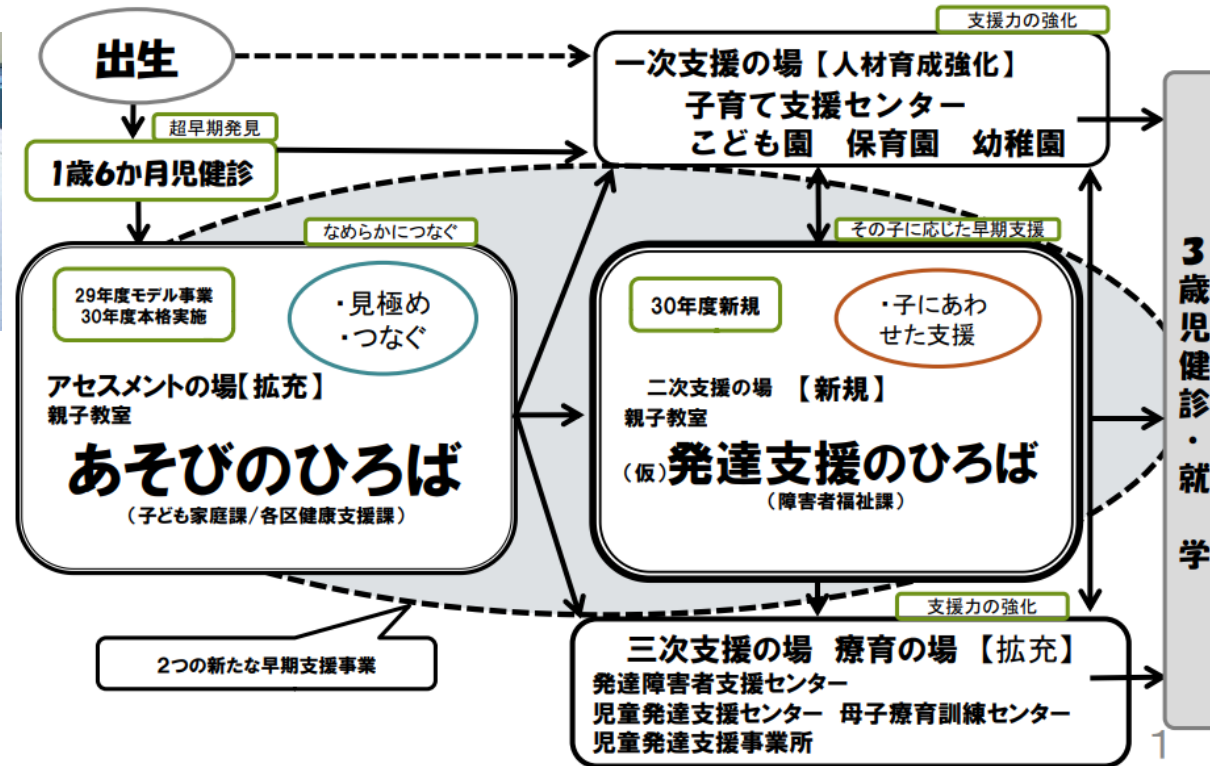 出生
支援力の強化
一次支援の場【人材育成強化】
子育て支援センター
こども園 保育園 幼稚園
超早期発見
1歳6か月児健診
なめらかにつなぐ
29年度モデル事業
30年度本格実施
・見極め
・つなぐ
アセスメントの場【拡充】
親子教室
あそびのひろば
(子ども家庭課/各区健康支援課)
その子に応じた早期支援
30年度新規
・子にあわ
せた支援
二次支援の場 【新規】
親子教室
(仮)発達支援のひろば
(障害者福祉課)
2つの新たな早期支援事業
支援力の強化
三次支援の場 療育の場【拡充】
発達障害者支援センター
児童発達支援センター 母子療育訓練センター
児童発達支援事業所
3歳児健診・就 学
1